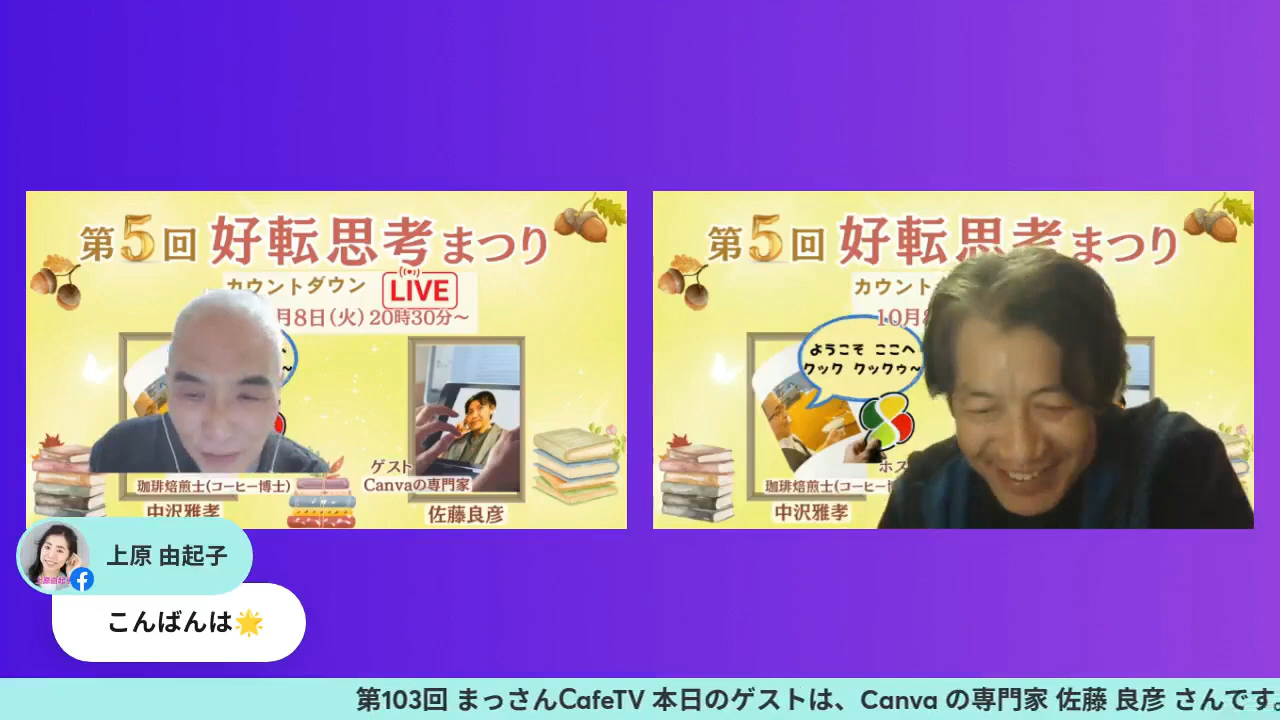 第5回 好転思考まつり
カウントダウン
LIVE
月8日(火)20時30分~
珈琲焙煎士(コーヒー博士)
中沢雅孝
ゲスト
Canvaの専門家
佐藤良彦
第5回 好転思考まつり
カウント
10月8
ようこそ ここへ
クック クックゥ~
ホス
珈琲焙煎士(コーヒー
中沢雅孝
上原 由起子
こんばんは🌟
第103回 まっさんCafeTV 本日のゲストは、Canva の専門家 佐藤 良彦 さんです。